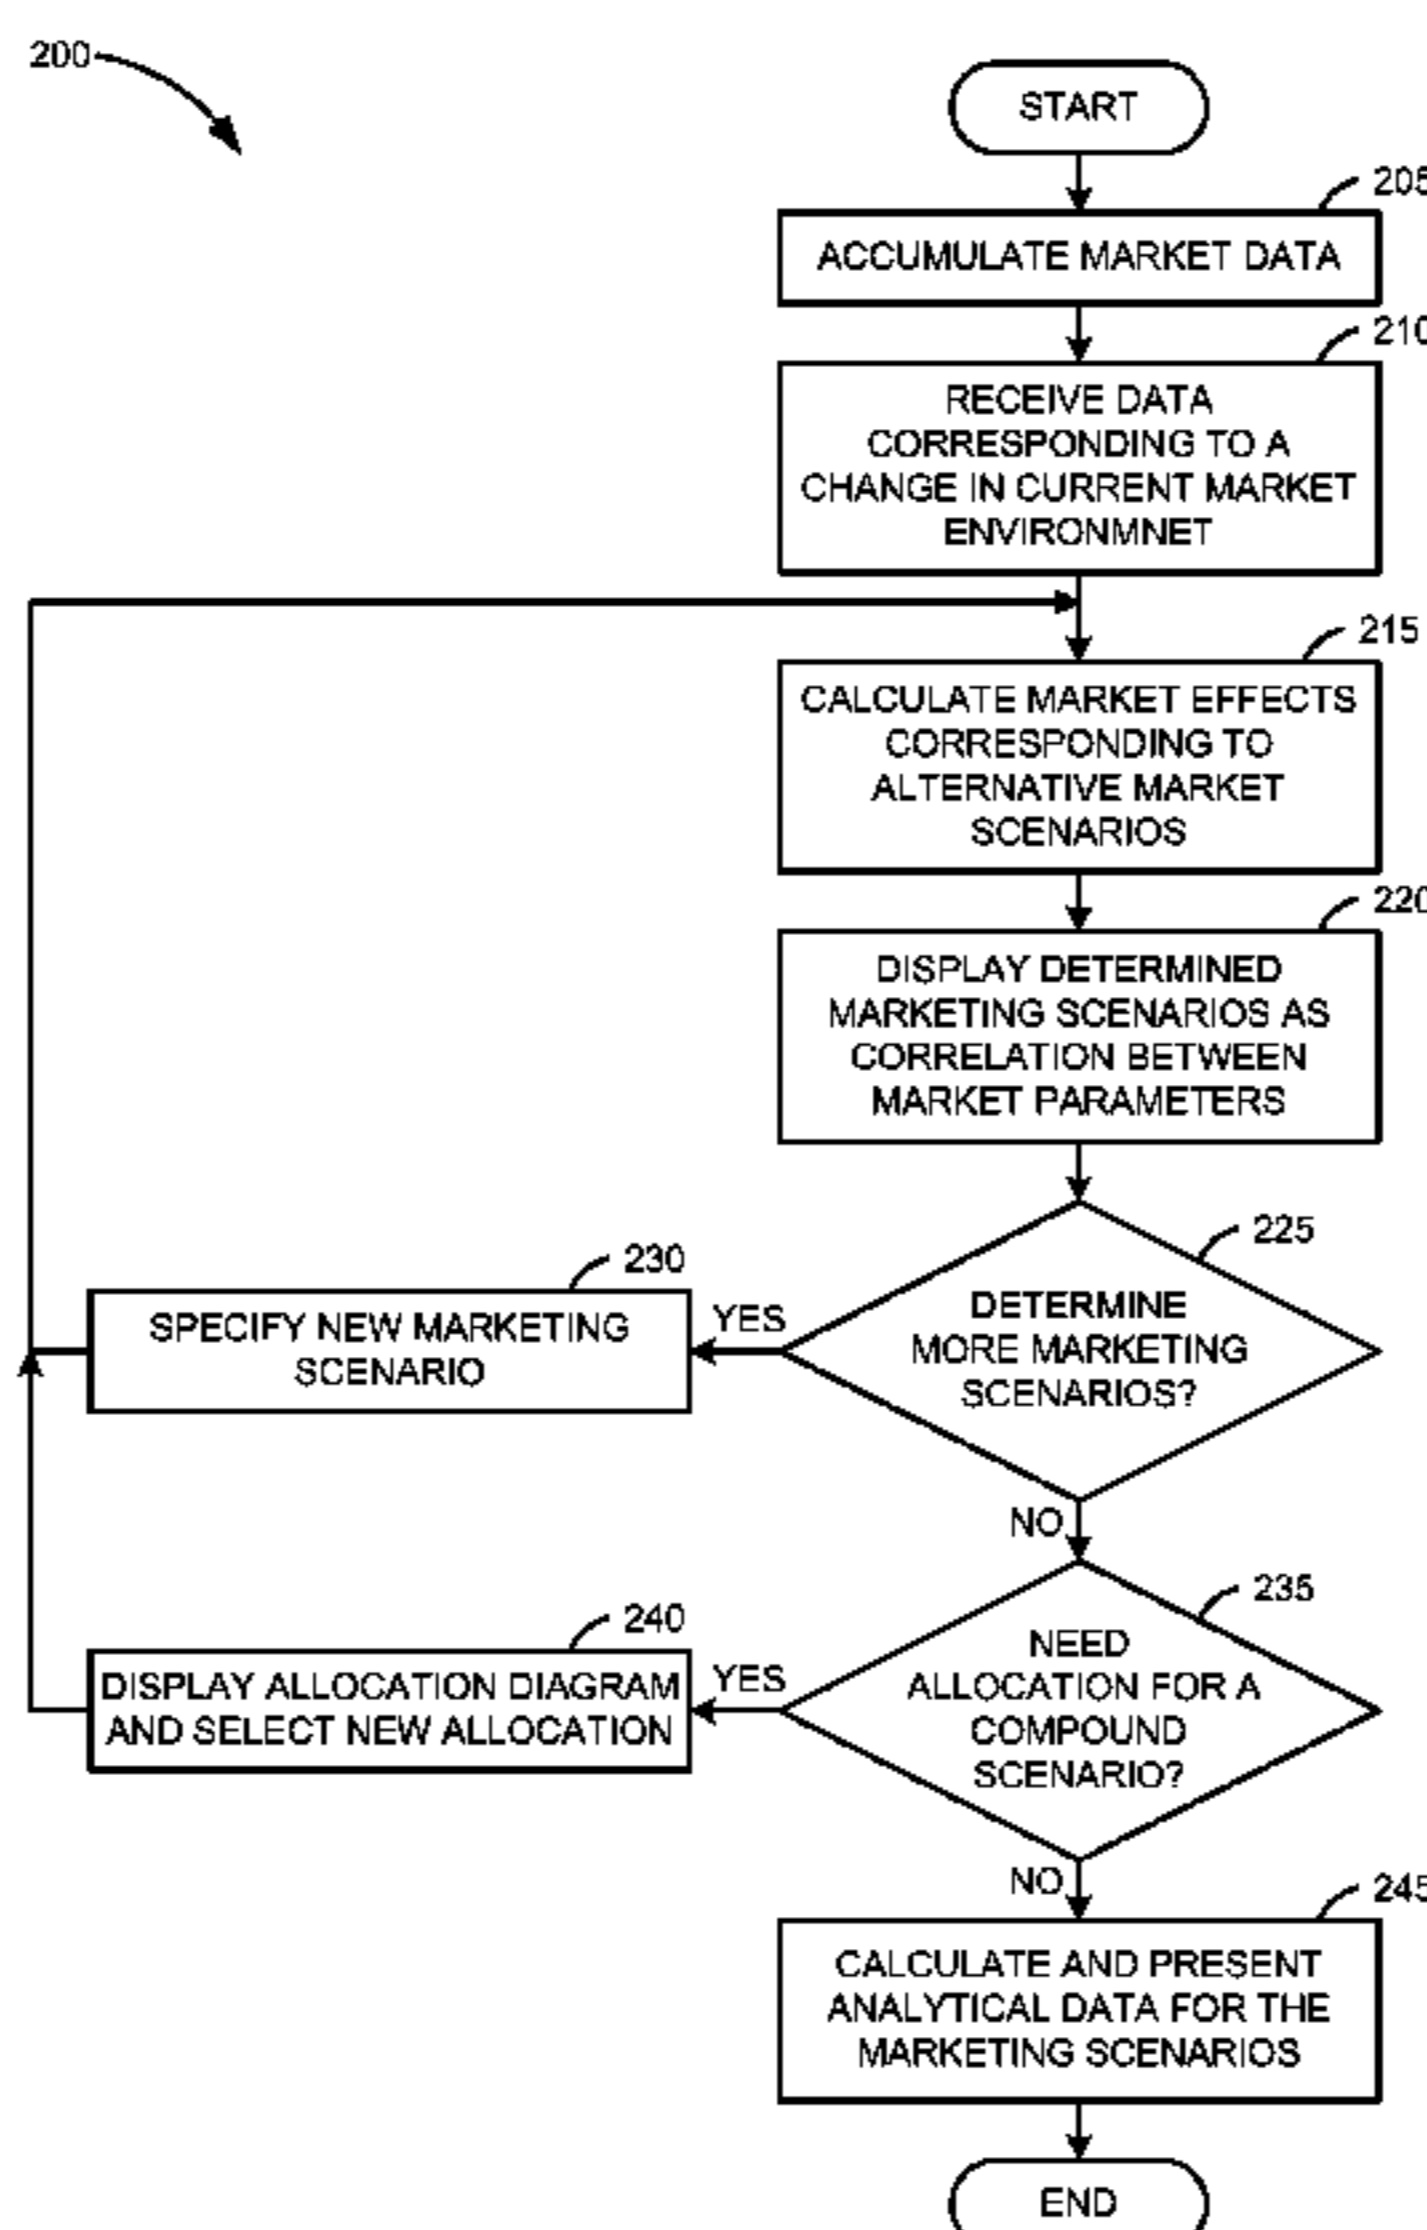 200
START
205
ACCUMULATE MARKET DATA
210
RECEIVE DATA
CORRESPONDING TO A
CHANGE IN CURRENT MARKET
ENVIRONMNET
215
CALCULATE MARKET EFFECTS
CORRESPONDING TO
ALTERNATIVE MARKET
SCENARIOS
220
DISPLAY DETERMINED
MARKETING SCENARIOS AS
CORRELATION BETWEEN
MARKET PARAMETERS
225
DETERMINE
MORE MARKETING
SCENARIOS?
YES
230
SPECIFY NEW MARKETING
SCENARIO
NO
235
NEED
ALLOCATION FOR A
COMPOUND
SCENARIO?
YES
240
DISPLAY ALLOCATION DIAGRAM
AND SELECT NEW ALLOCATION
NO
245
CALCULATE AND PRESENT
ANALYTICAL DATA FOR THE
MARKETING SCENARIOS
END